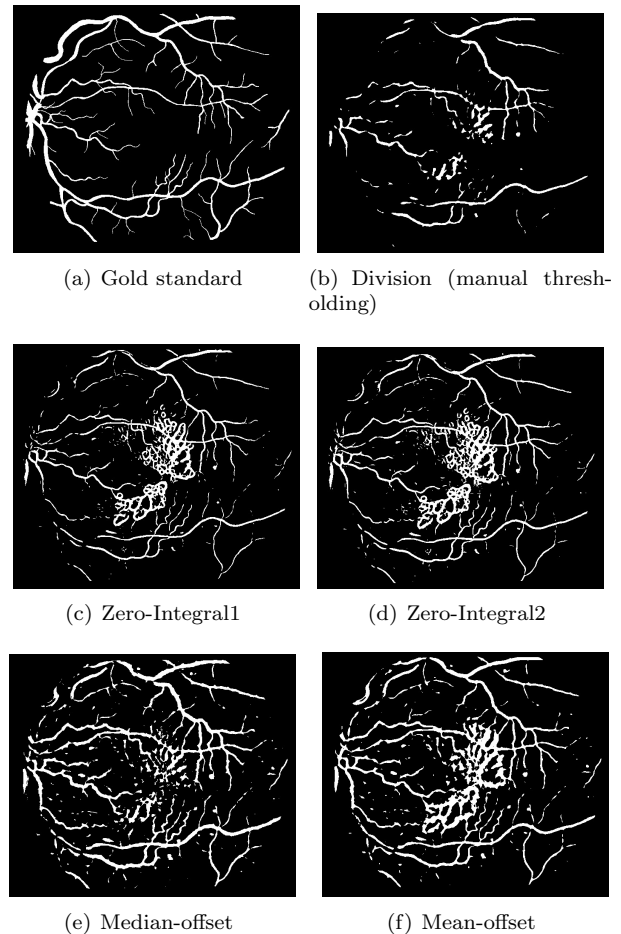 (a) Gold standard
(b) Division (manual thresh-
olding)
(c) Zero-Integral1
(d) Zero-Integral2
(e) Median-offset
(f) Mean-offset